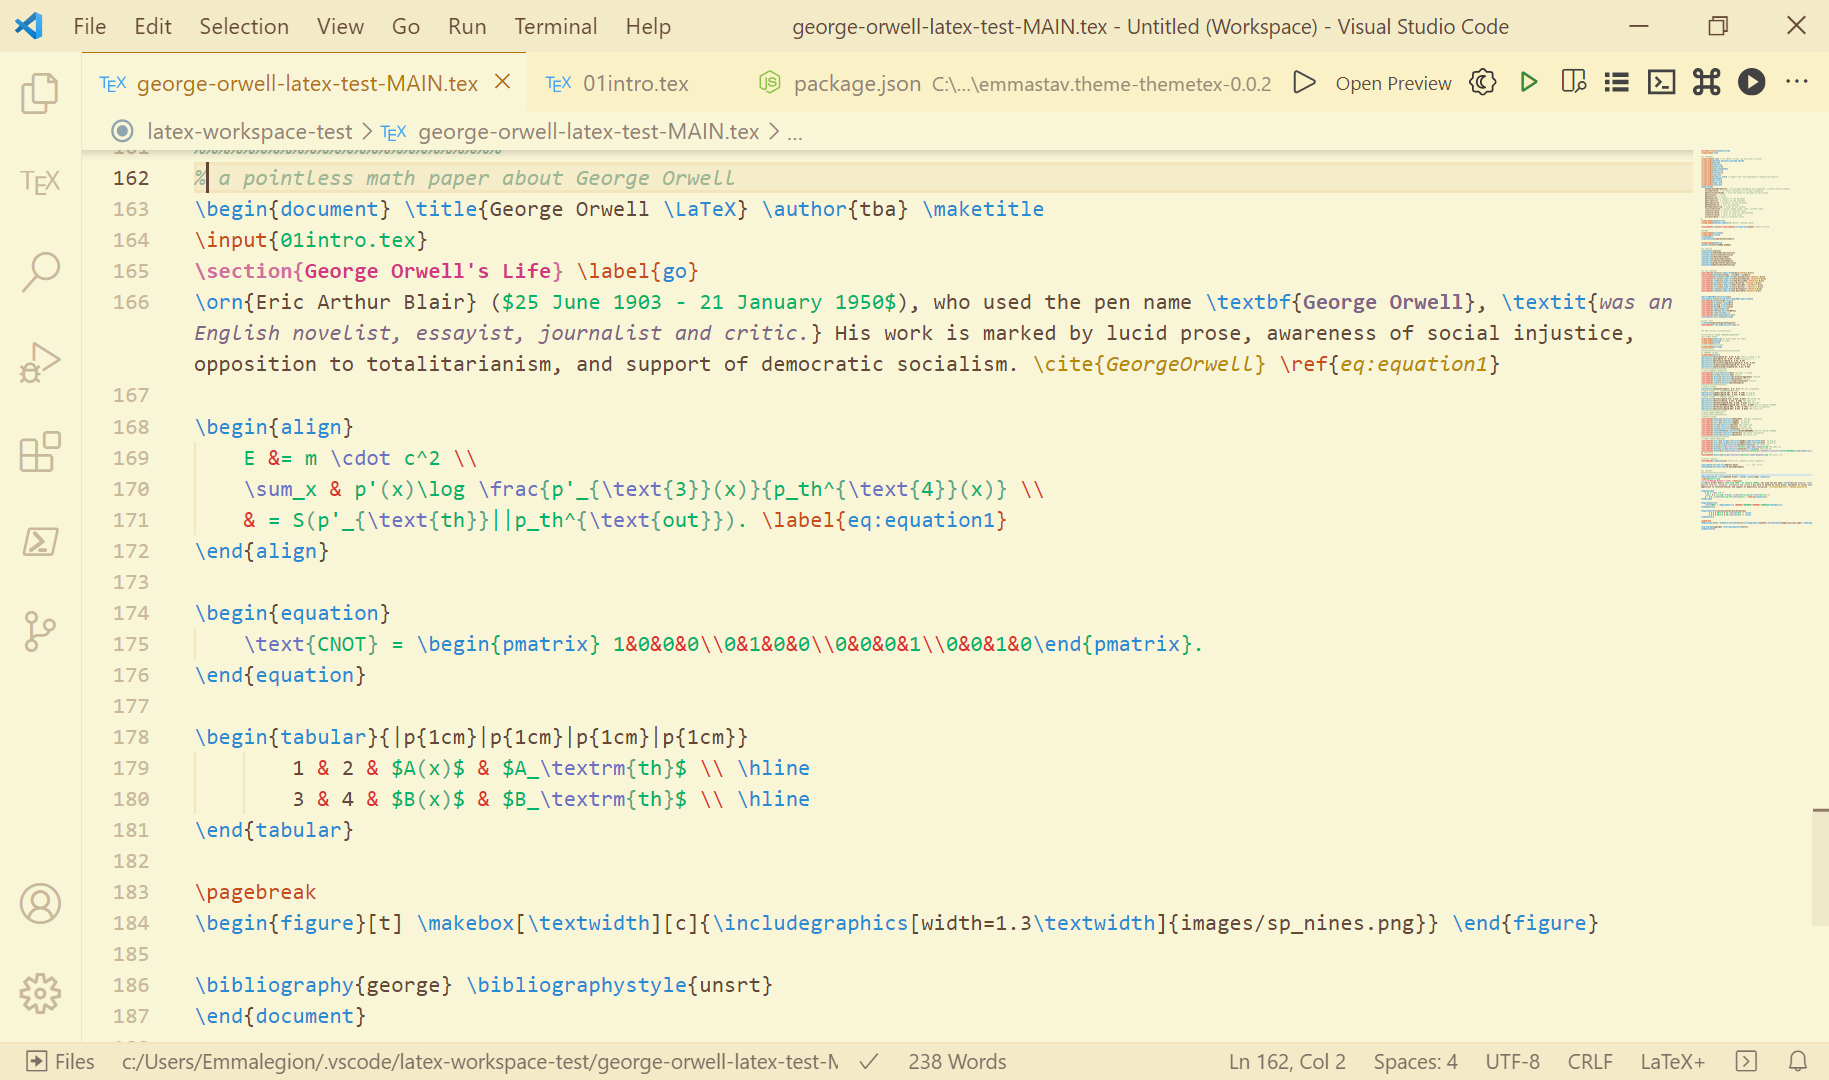 File Edit Selection View Go Run Terminal Help george-orwell-latex-test-MAIN.tex - Untitled (Workspace) - Visual Studio Code
TEX george-orwell-latex-test-MAIN.tex TEX 01intro.tex package.json C:\...\emmastav.theme-themetex-0.0.2 Open Preview
latex-workspace-test > TEX george-orwell-latex-test-MAIN.tex > ...
TEX
162 % a pointless math paper about George Orwell
163 \begin{document} \title{George Orwell \LaTeX} \author{tba} \maketitle
164 \input{01intro.tex}
165 \section{George Orwell's Life} \label{go}
166 \orn{Eric Arthur Blair} ($25 June 1903 - 21 January 1950$), who used the pen name \textbf{George Orwell}, \textit{was an
English novelist, essayist, journalist and critic.} His work is marked by lucid prose, awareness of social injustice,
opposition to totalitarianism, and support of democratic socialism. \cite{GeorgeOrwell} \ref{eq:equation1}
167
168 \begin{align}
169 E &= m \cdot c^2 \\
170 \sum_x & p'(x)\log \frac{p'_{\text{3}}(x)}{p_th^{\text{4}}(x)} \\
171 & = S(p'_{\text{th}}||p_th^{\text{out}}). \label{eq:equation1}
172 \end{align}
173
174 \begin{equation}
175 \text{CNOT} = \begin{pmatrix} 1&0&0&0\\0&1&0&0\\0&0&0&1\\0&0&1&0\end{pmatrix}.
176 \end{equation}
177
178 \begin{tabular}{|p{1cm}|p{1cm}|p{1cm}|p{1cm}}
179 1 & 2 & $A(x)$ & $A_\textrm{th}$ \\ \hline
180 3 & 4 & $B(x)$ & $B_\textrm{th}$ \\ \hline
181 \end{tabular}
182
183 \pagebreak
184 \begin{figure}[t] \makebox[\textwidth][c]{\includegraphics[width=1.3\textwidth]{images/sp_nines.png}} \end{figure}
185
186 \bibliography{george} \bibliographystyle{unsrt}
187 \end{document}
Files c:/Users/Emmalegion/.vscode/latex-workspace-test/george-orwell-latex-test-M 238 Words Ln 162, Col 2 Spaces: 4 UTF-8 CRLF LaTeX+